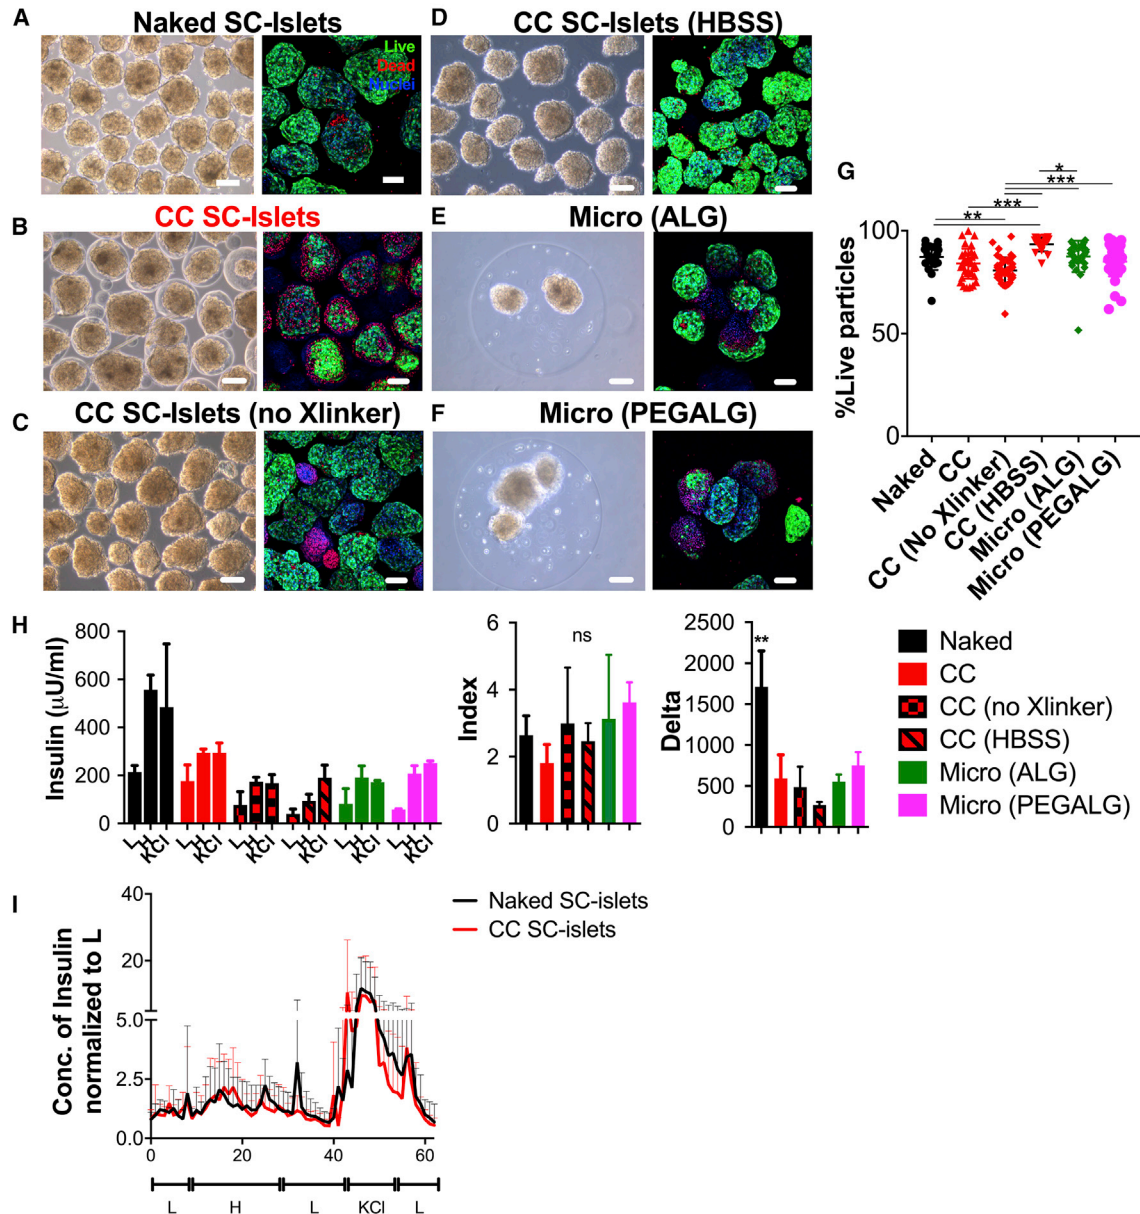 A
Naked SC-Islets
Live
Dead
Nuclei
B
CC SC-Islets
C
CC SC-Islets (no Xlinker)
D
CC SC-Islets (HBSS)
E
Micro (ALG)
F
Micro (PEGALG)
G
%Live particles
100
50
0
*
***
***
**
Naked
CC
CC (No Xlinker)
CC (HBSS)
Micro (ALG)
Micro (PEGALG)
H
Insulin (µU/ml)
800
600
400
200
0
L H KCl L H KCl L H KCl L H KCl L H KCl L H KCl
Index
6
4
2
0
ns
Delta
2500
2000
1500
1000
500
0
**
Naked
CC
CC (no Xlinker)
CC (HBSS)
Micro (ALG)
Micro (PEGALG)
I
Conc. of Insulin
normalized to L
40
20
5.0
2.5
0.0
0 20 40 60
L H L KCl L
Naked SC-islets
CC SC-islets